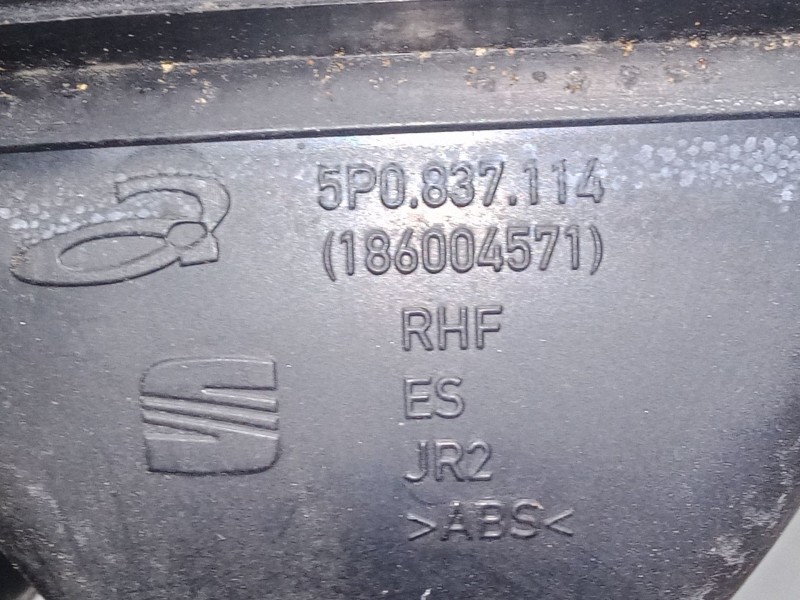 5P0.837.114
(186004571)
RHF
ES
JR2
>ABS<